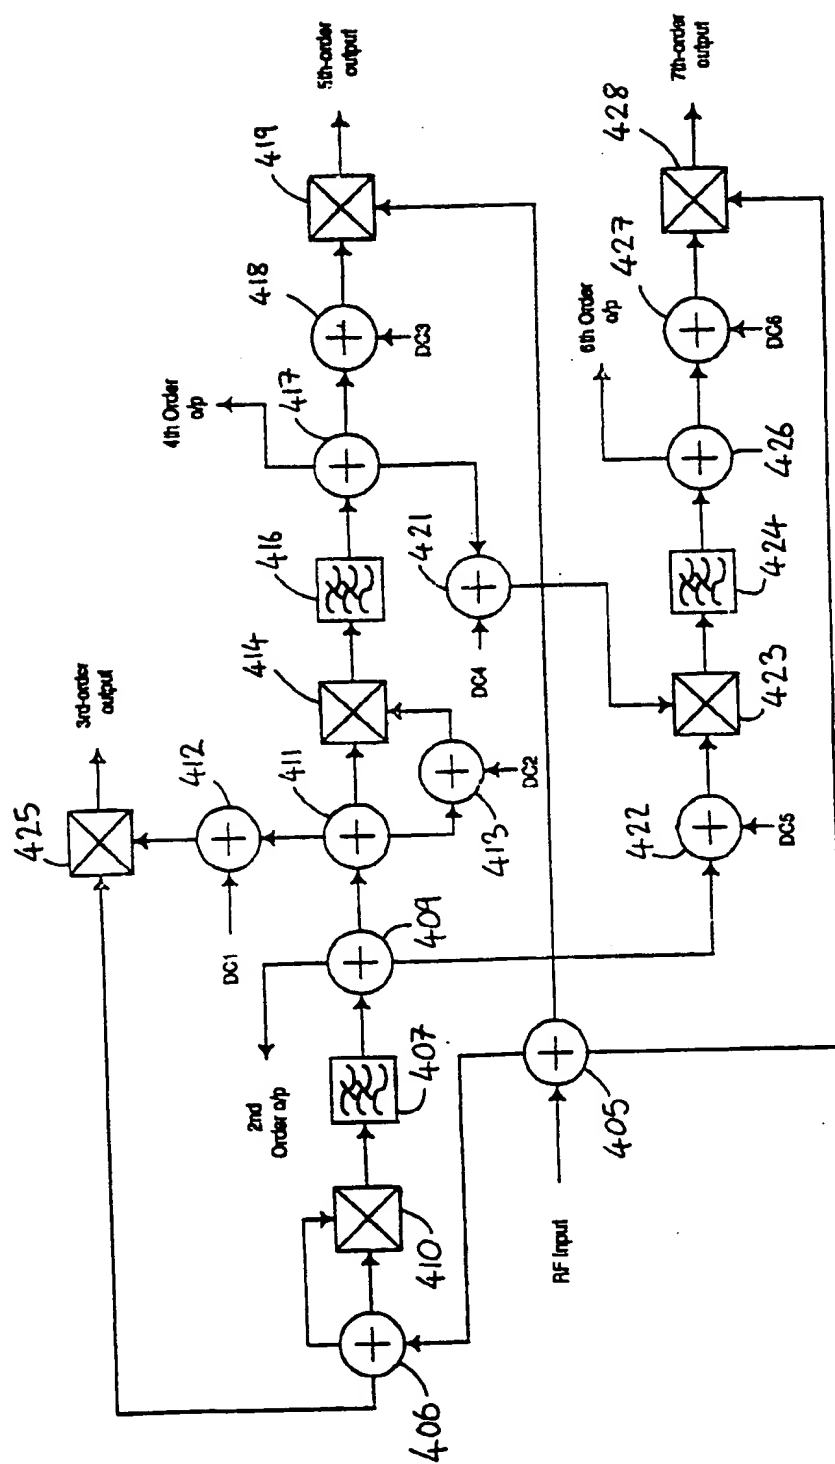 5th-order
output
419
418
DC3
417
4th Order
o/p
416
421
DC4
414
3rd-order
output
412
425
411
DC1
413
DC2
409
2nd
Order o/p
407
410
406
RF Input
405
7th-order
output
428
427
6th Order
o/p
DC6
426
424
423
422
DC5